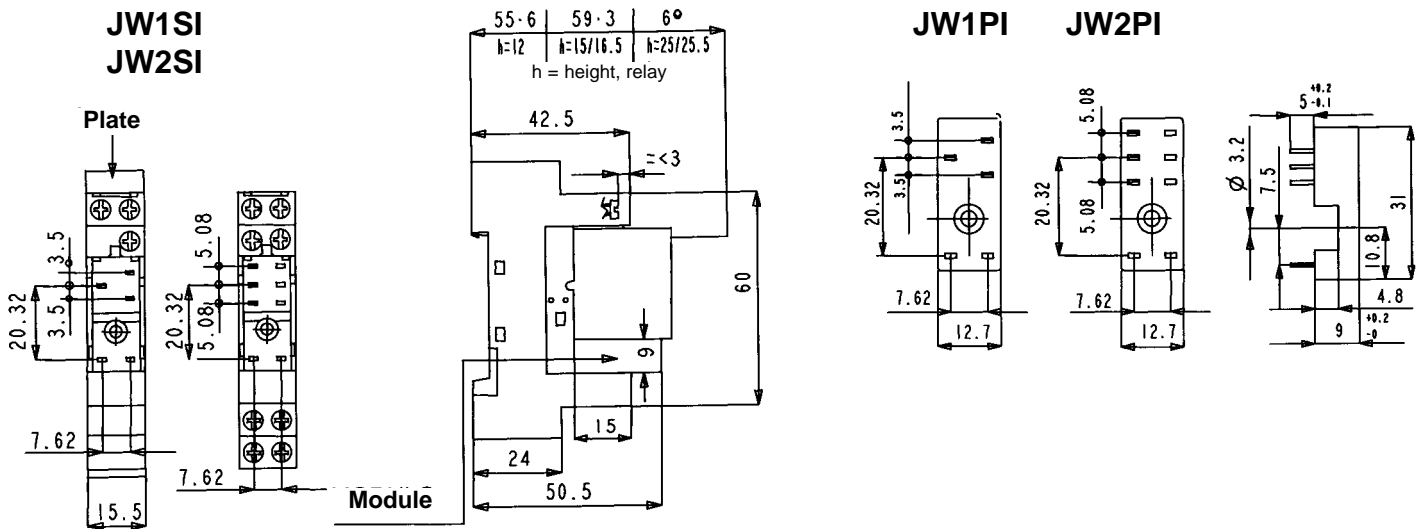 JW1SI
JW2SI
Plate
3.5
20.32
3.5
7.62
15.5
5.08
20.32
5.08
7.62
55·6 59·3 6°
h=12 h=15/16.5 h=25/25.5
h = height, relay
42.5
=<3
60
9
15
24
50.5
Module
JW1PI JW2PI
3.5
20.32
3.5
7.62
12.7
5.08
20.32
5.08
7.62
12.7
5 +0.2 -0.1
Ø 3.2
7.5
31
10.8
4.8
9 +0.2 -0